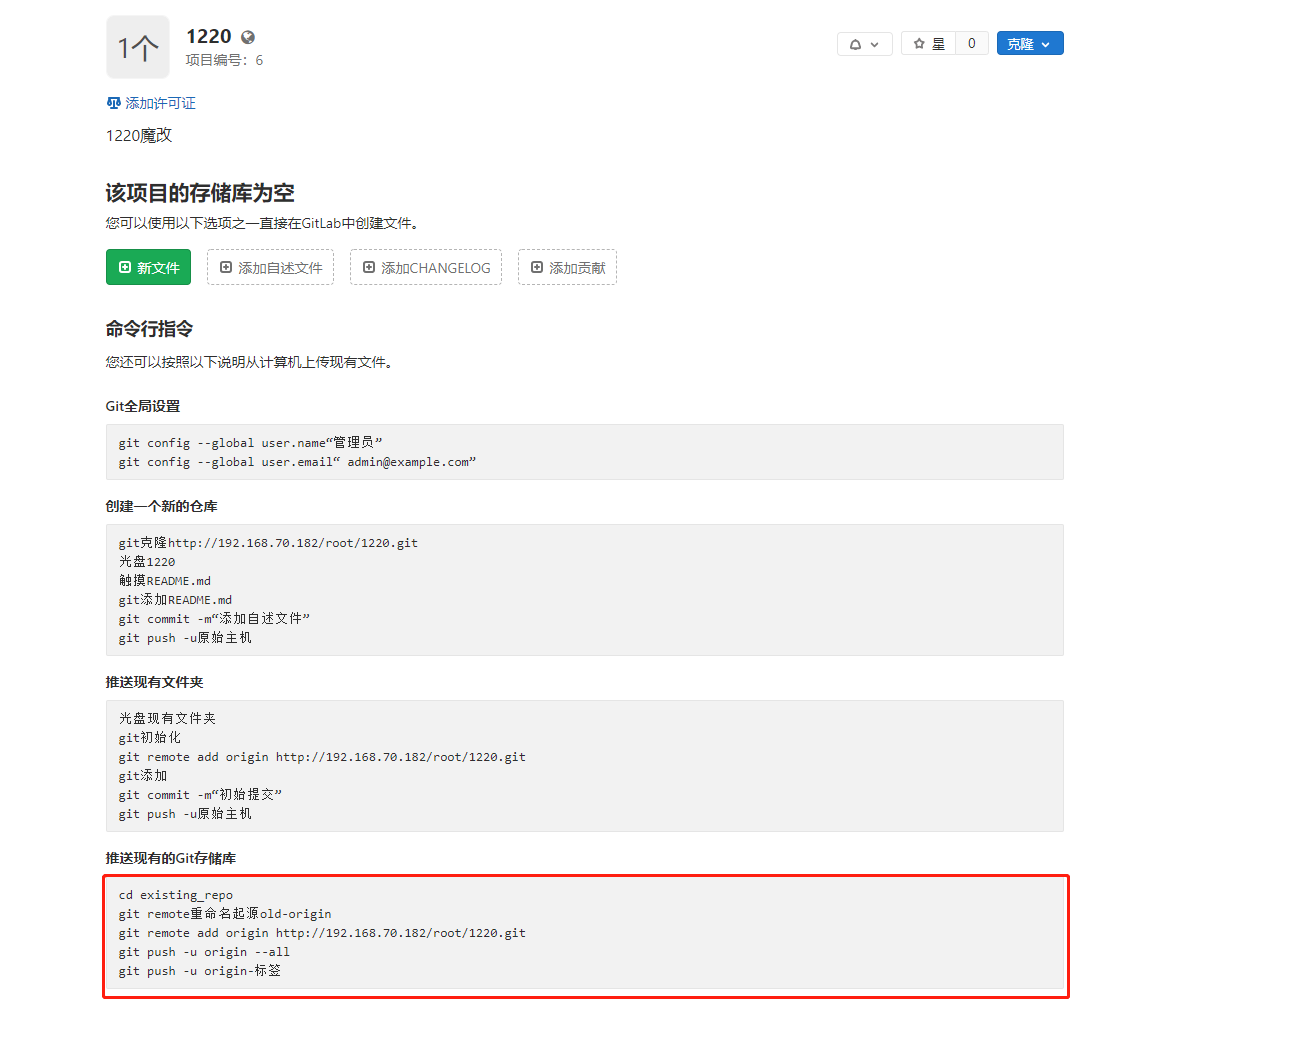 1个
1220
项目编号：6
星
0
克隆
添加许可证
1220魔改
该项目的存储库为空
您可以使用以下选项之一直接在GitLab中创建文件。
新文件
添加自述文件
添加CHANGELOG
添加贡献
命令行指令
您还可以按照以下说明从计算机上传现有文件。
Git全局设置
git config --global user.name“管理员”
git config --global user.email“ admin@example.com”
创建一个新的仓库
git克隆http://192.168.70.182/root/1220.git
光盘1220
触摸README.md
git添加README.md
git commit -m“添加自述文件”
git push -u原始主机
推送现有文件夹
光盘现有文件夹
git初始化
git remote add origin http://192.168.70.182/root/1220.git
git添加
git commit -m“初始提交”
git push -u原始主机
推送现有的Git存储库
cd existing_repo
git remote重命名起源old-origin
git remote add origin http://192.168.70.182/root/1220.git
git push -u origin --all
git push -u origin-标签